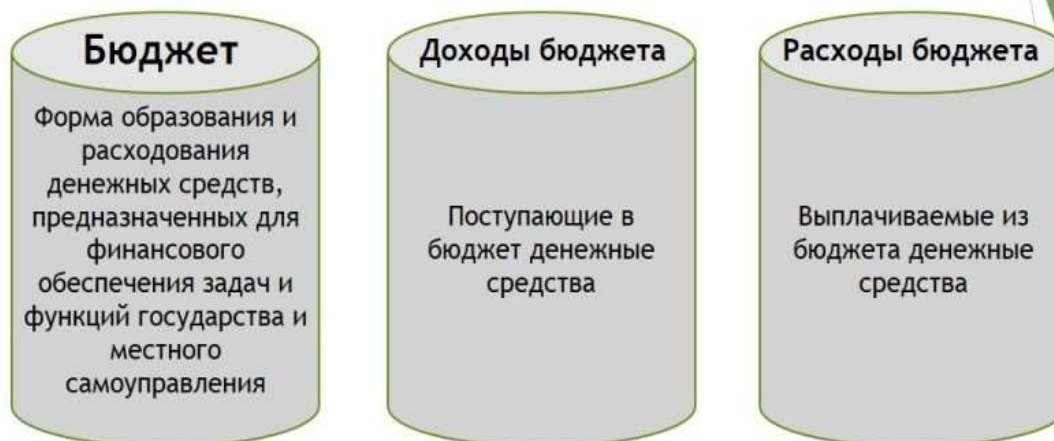 Бюджет
Форма образования и
расходования
денежных средств,
предназначенных для
финансового
обеспечения задач и
функций государства и
местного
самоуправления
Доходы бюджета
Поступающие в
бюджет денежные
средства
Расходы бюджета
Выплачиваемые из
бюджета денежные
средства